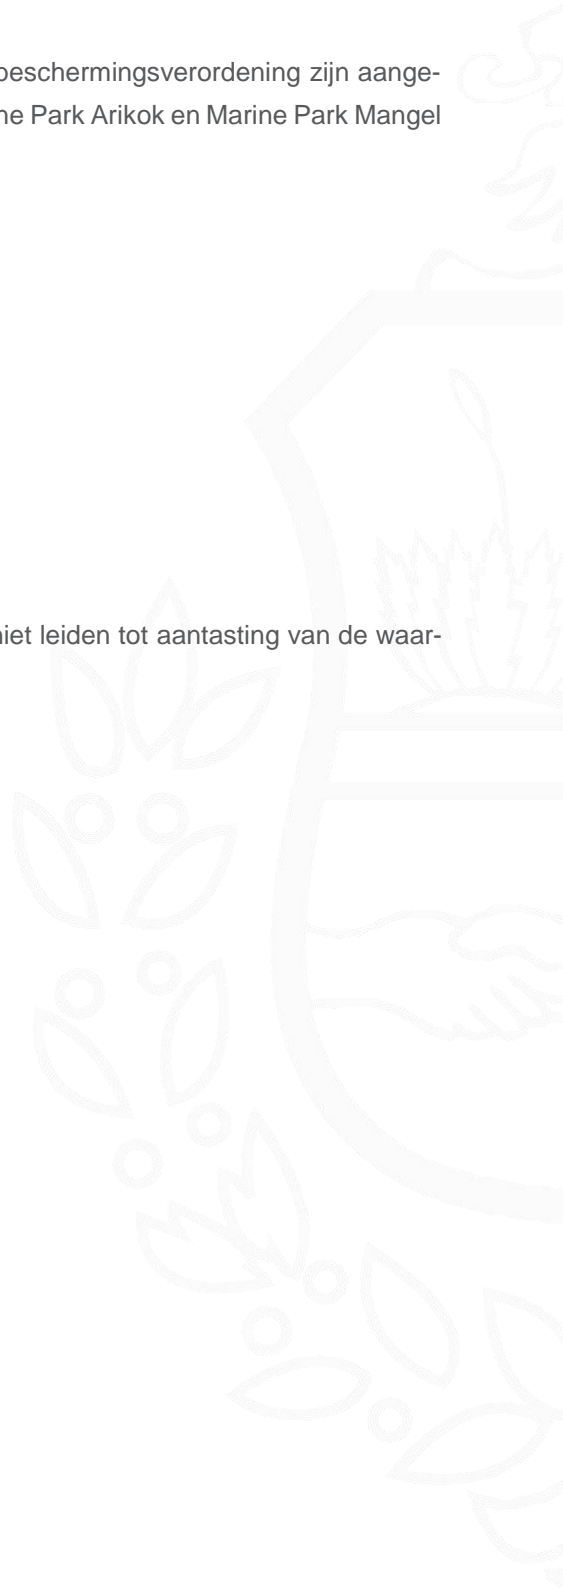 beschermingsverordening zijn aange-
ne Park Arikok en Marine Park Mangel
niet leiden tot aantasting van de waar-